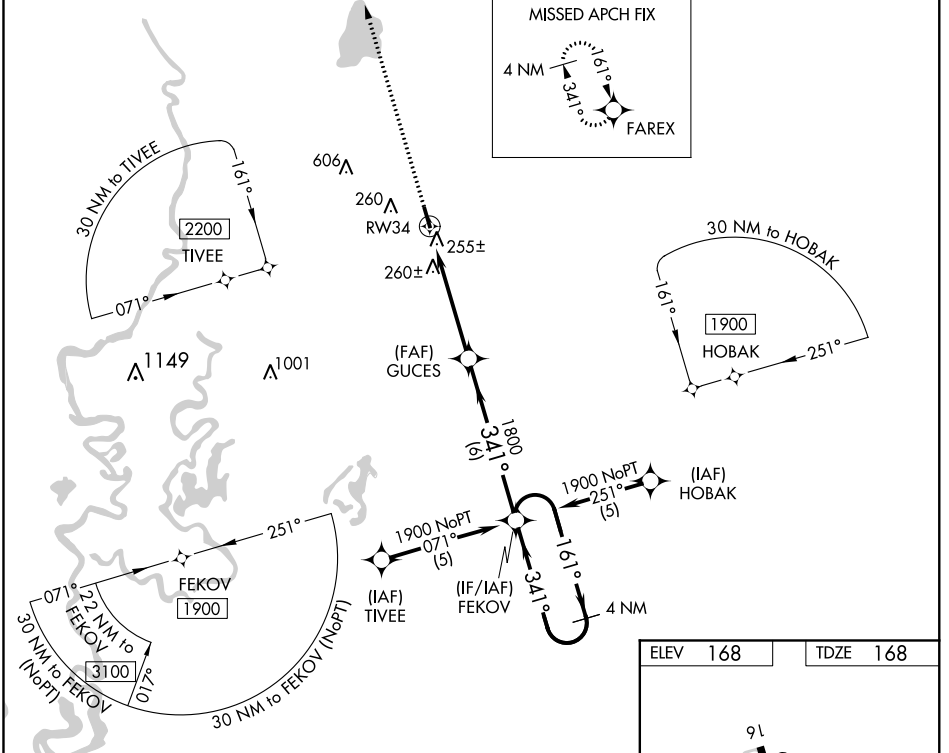 MISSED APCH FIX
4 NM
161°
341°
FAREX
30 NM to TIVEE
161°
2200
TIVEE
071°
606
260
RW34
255±
260±
30 NM to HOBAK
161°
1900
HOBAK
251°
1149
1001
(FAF)
GUCES
1800
341°
(6)
1900 NoPT
251°
(5)
(IAF)
HOBAK
1900 NoPT
071°
(5)
(IAF)
TIVEE
(IF/IAF)
FEKOV
161°
341°
4 NM
251°
071°
FEKOV
1900
22 NM to
FEKOV
3100
017°
30 NM to FEKOV
(NoPT)
30 NM to FEKOV (NoPT)
ELEV 168
TDZE 168
16